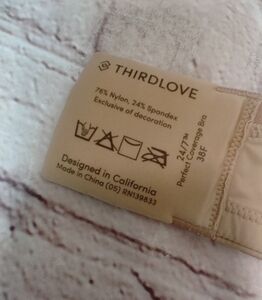 THIRDLOVE
76% Nylon, 24% Spandex
Exclusive of decoration
24/7™
Perfect Coverage Bra
38F
Designed in California
Made in China (05) RN139833